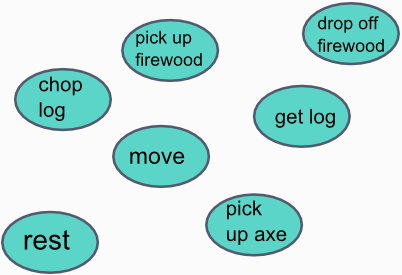 drop off
firewood
pick up
firewood
chop
log
get log
move
pick
up axe
rest